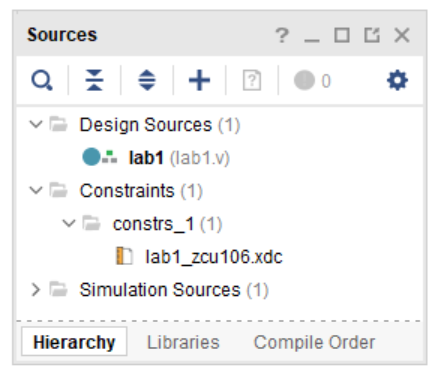 Sources
? 0
Design Sources (1)
lab1 (lab1.v)
Constraints (1)
constrs_1 (1)
lab1_zcu106.xdc
Simulation Sources (1)
Hierarchy Libraries Compile Order